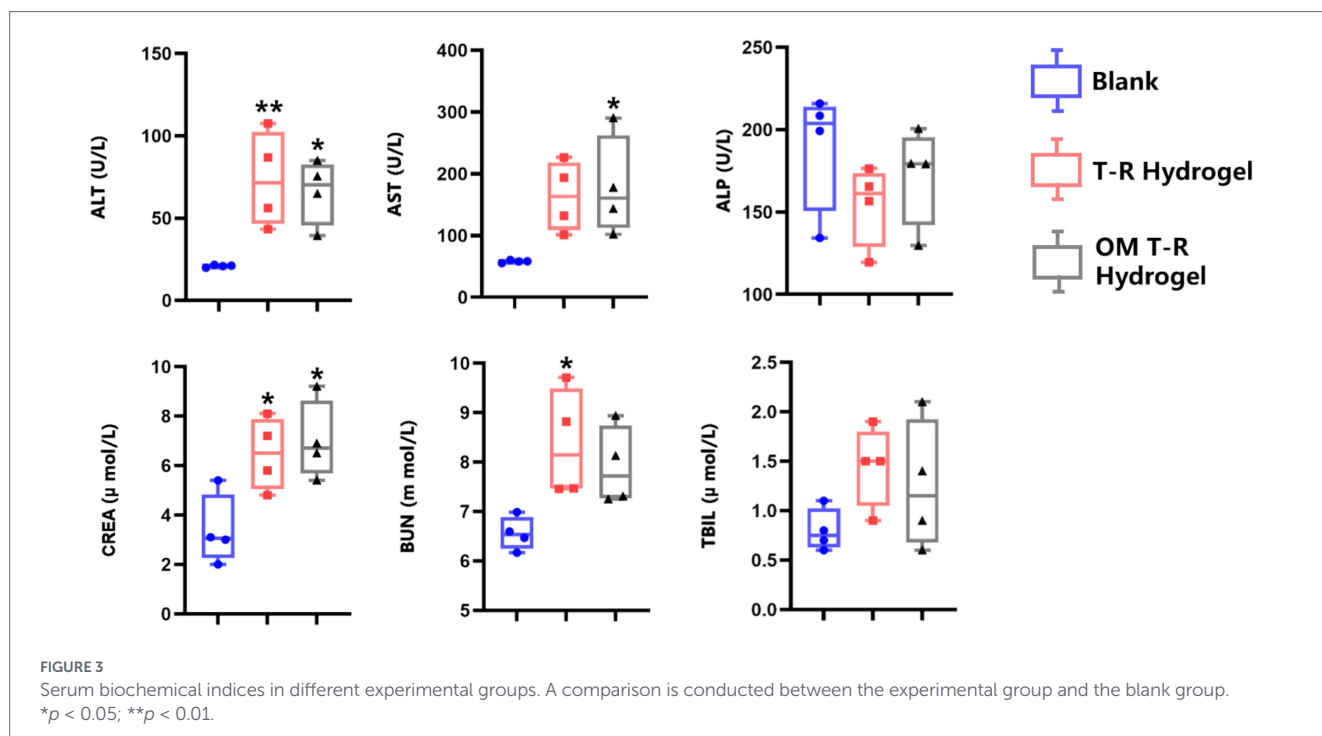 ALT (U/L)
150
100
50
0
**
*
AST (U/L)
400
300
200
100
0
*
ALP (U/L)
250
200
150
100
Blank
T-R Hydrogel
OM T-R
Hydrogel
CREA (μ mol/L)
10
8
6
4
2
0
*
*
BUN (m mol/L)
10
9
8
7
6
5
*
TBIL (μ mol/L)
2.5
2.0
1.5
1.0
0.5
0.0
FIGURE 3
Serum biochemical indices in different experimental groups. A comparison is conducted between the experimental group and the blank group.
*p < 0.05; **p < 0.01.